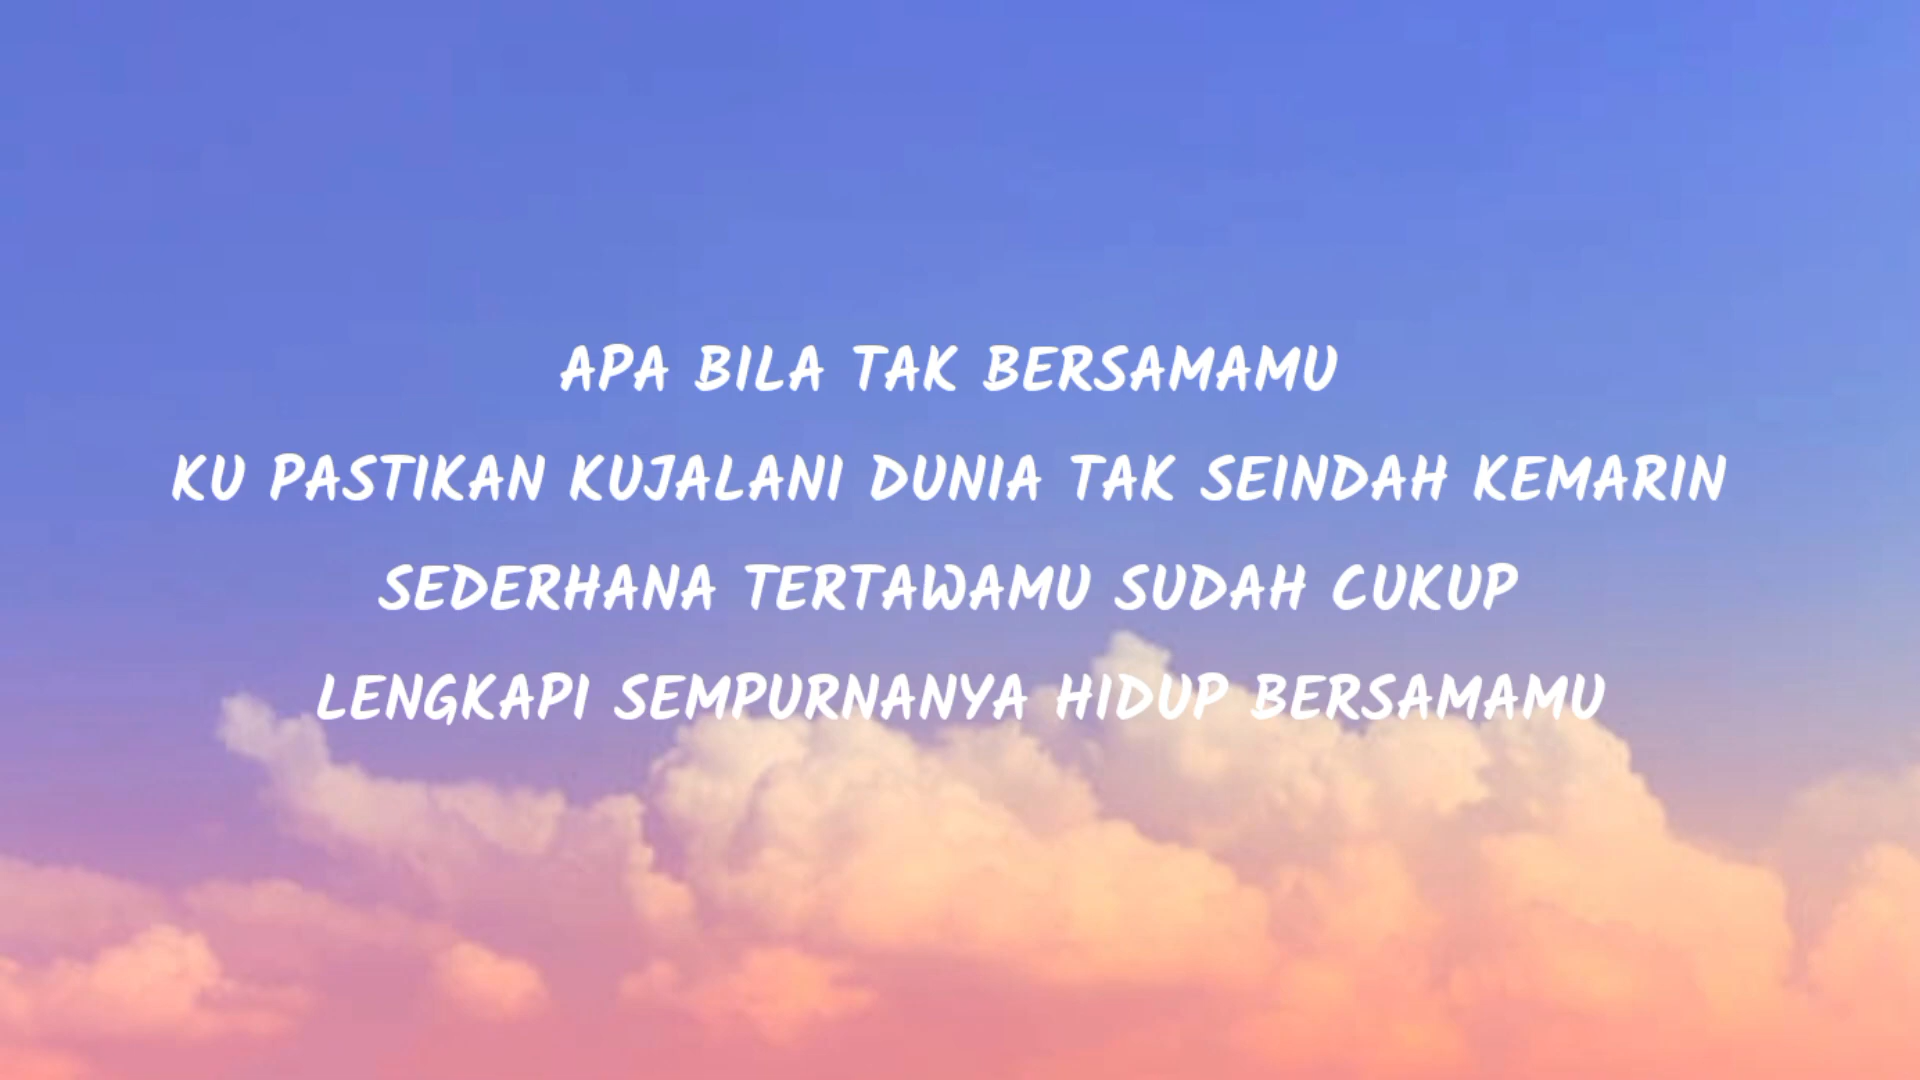 APA BILA TAK BERSAMAMU
KU PASTIKAN KUJALANI DUNIA TAK SEINDAH KEMARIN
SEDERHANA TERTAWAMU SUDAH CUKUP
LENGKAPI SEMPURNANYA HIDUP BERSAMAMU